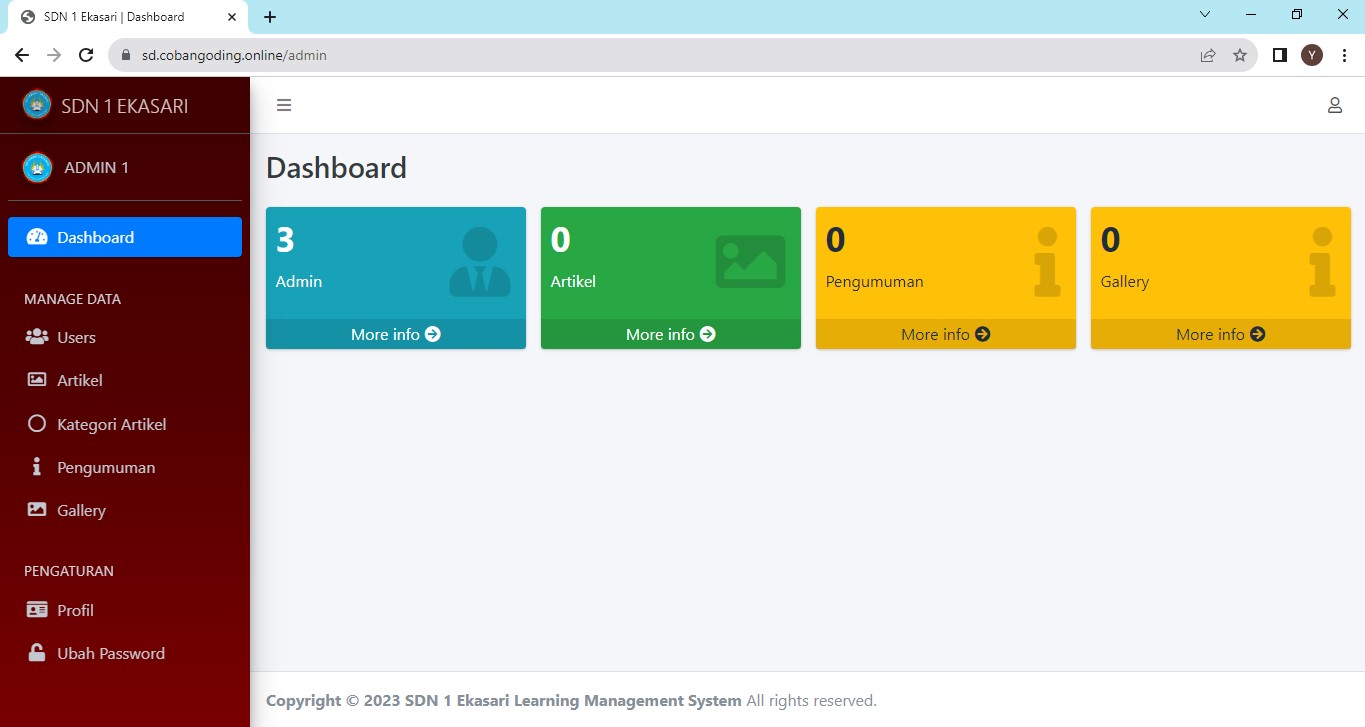 SDN 1 Ekasari | Dashboard
sd.cobangoding.online/admin
Y
SDN 1 EKASARI
ADMIN 1
Dashboard
MANAGE DATA
Users
Artikel
Kategori Artikel
Pengumuman
Gallery
PENGATURAN
Profil
Ubah Password
Dashboard
3
Admin
More info
0
Artikel
More info
0
Pengumuman
More info
0
Gallery
More info
Copyright © 2023 SDN 1 Ekasari Learning Management System All rights reserved.